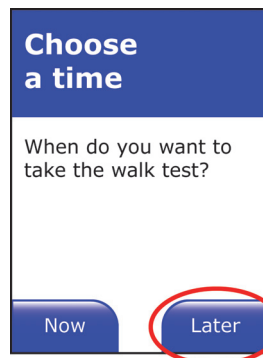 Choose
a time
When do you want to
take the walk test?
Now
Later